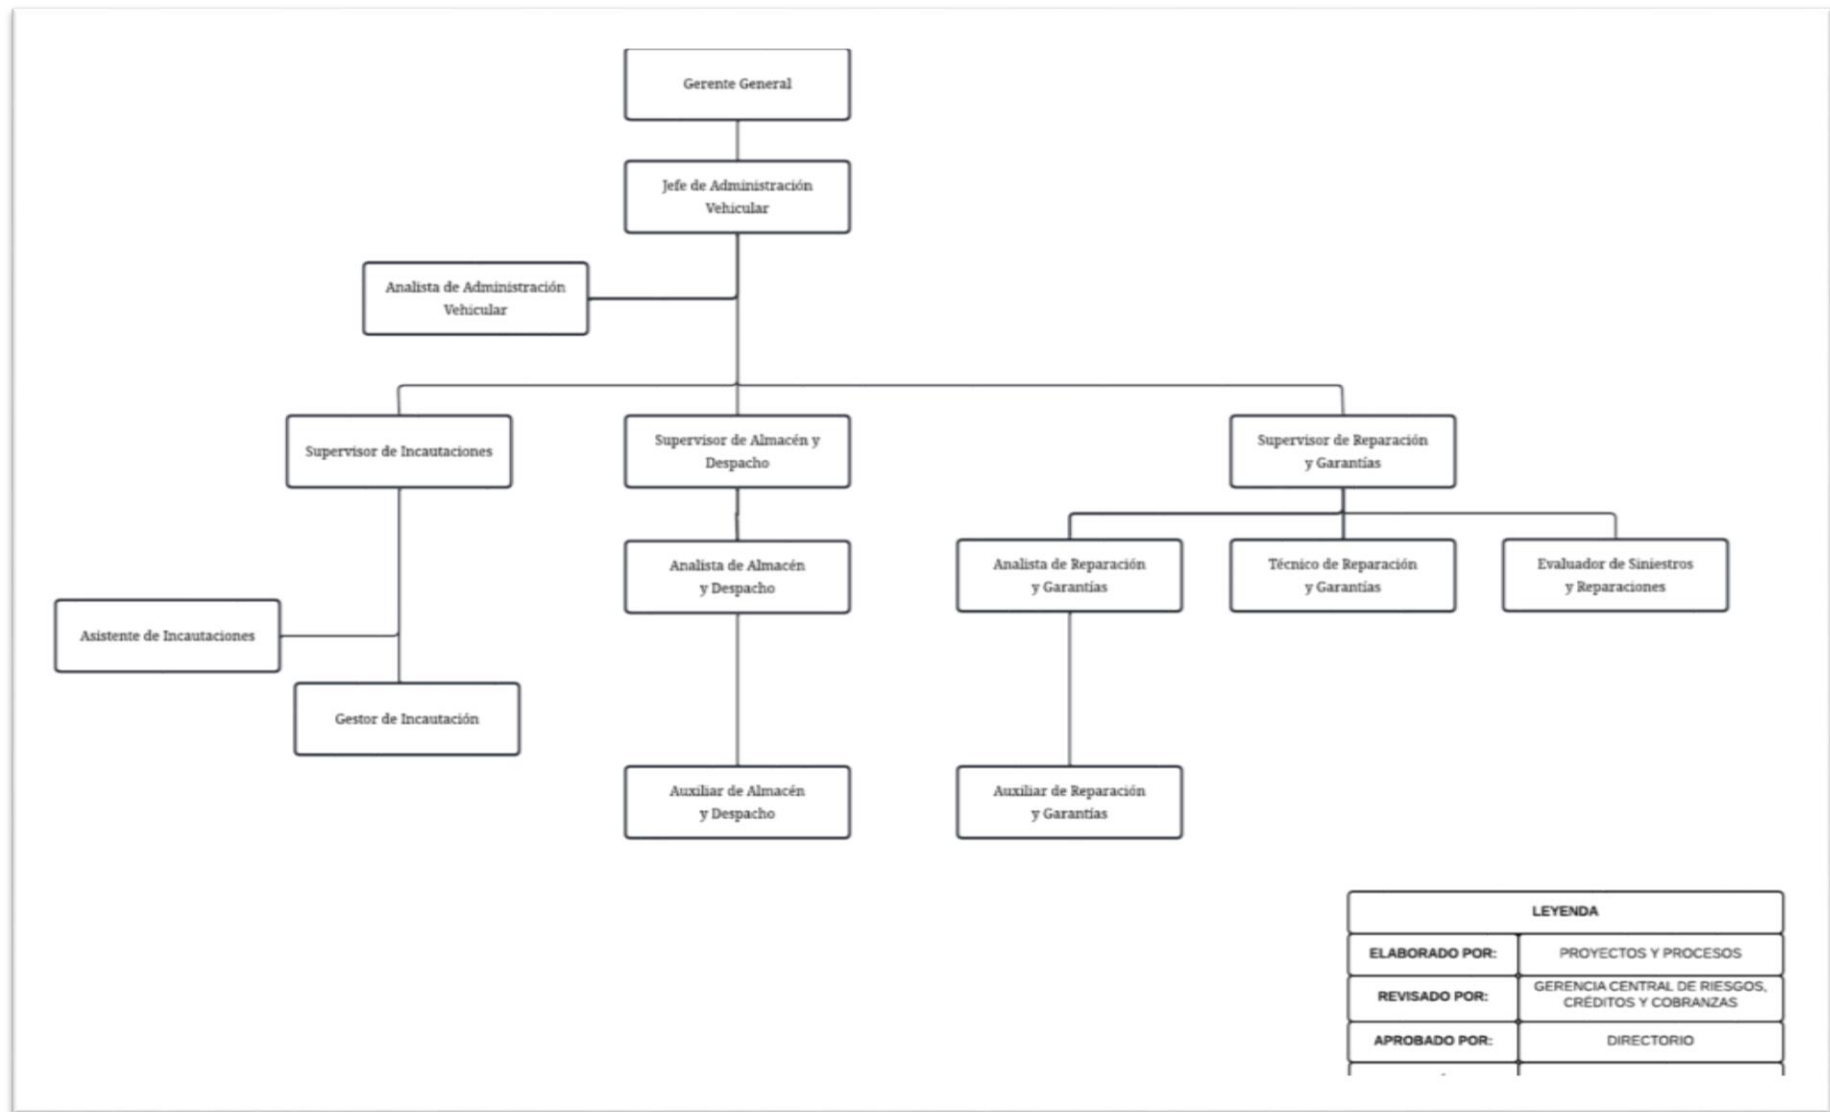 Gerente General
Jefe de Administración
Vehicular
Analista de Administración
Vehicular
Supervisor de Incautaciones
Supervisor de Almacén y
Despacho
Supervisor de Reparación
y Garantías
Analista de Almacén
y Despacho
Analista de Reparación
y Garantías
Técnico de Reparación
y Garantías
Evaluador de Siniestros
y Reparaciones
Asistente de Incautaciones
Gestor de Incautación
Auxiliar de Almacén
y Despacho
Auxiliar de Reparación
y Garantías
LEYENDA
ELABORADO POR: PROYECTOS Y PROCESOS
REVISADO POR: GERENCIA CENTRAL DE RIESGOS,
CRÉDITOS Y COBRANZAS
APROBADO POR: DIRECTORIO